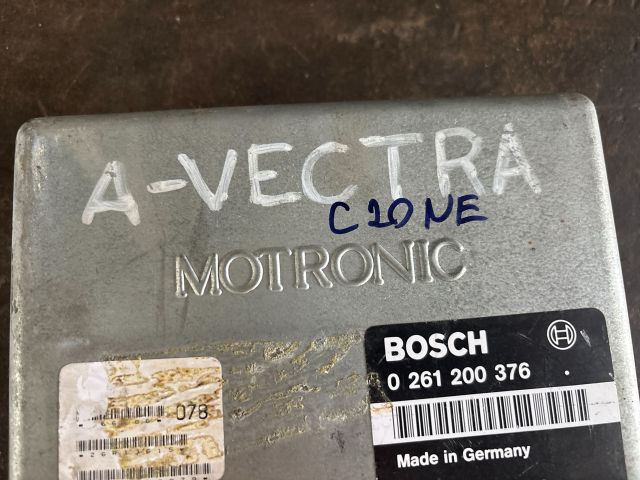 A-VECTRA
C20NE
MOTRONIC
BOSCH
0 261 200 376
Made in Germany
078